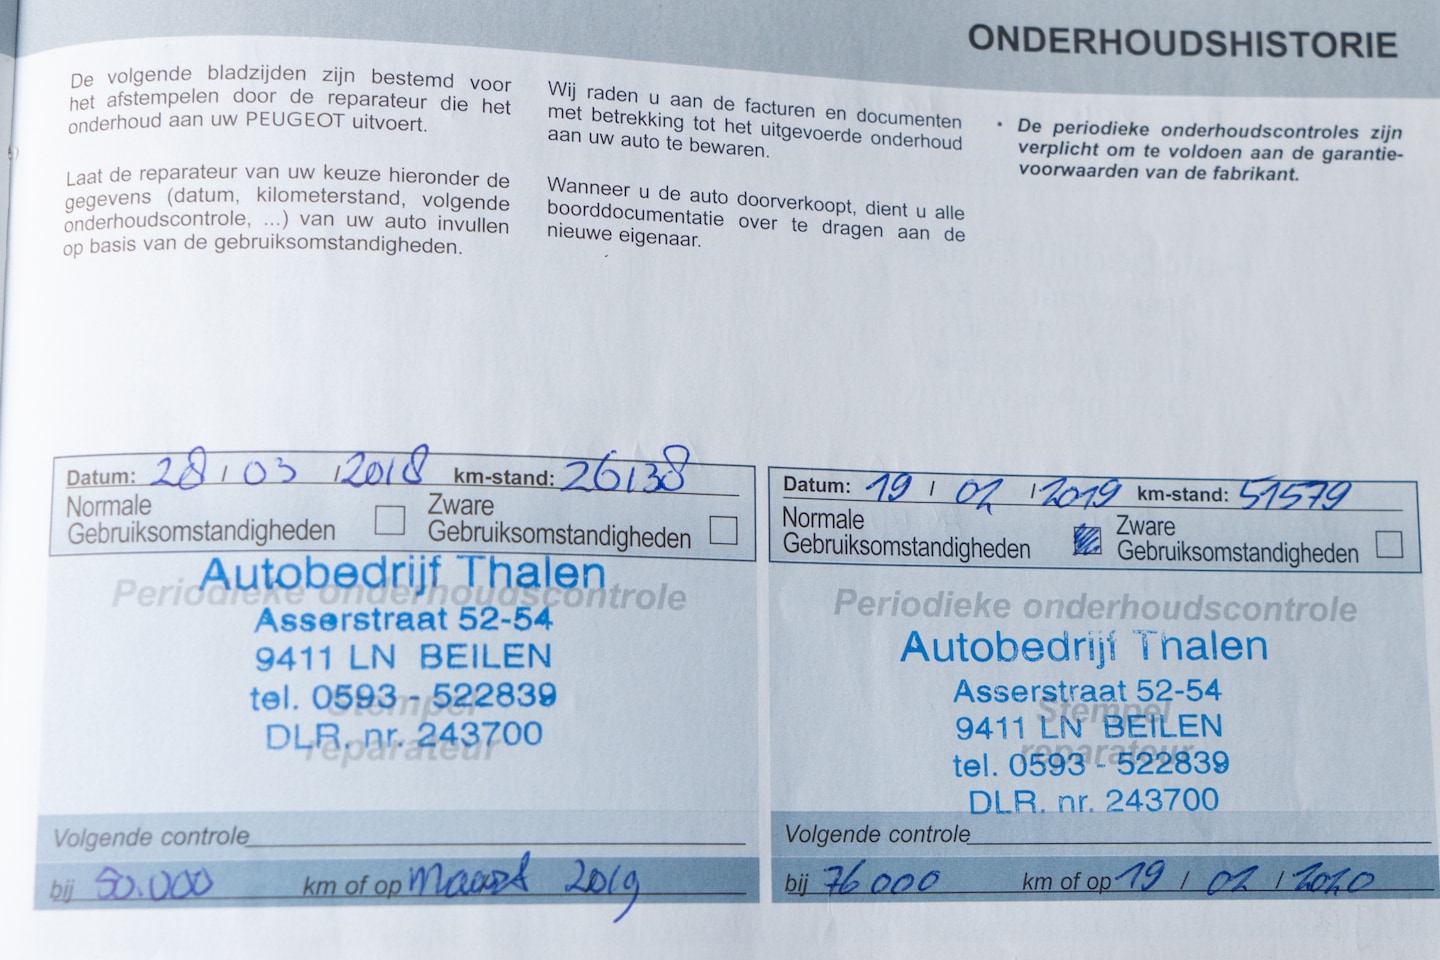 ONDERHOUDSHISTORIE
De volgende bladzijden zijn bestemd voor
het afstempelen door de reparateur die het
onderhoud aan uw PEUGEOT uitvoert.
Laat de reparateur van uw keuze hieronder de
gegevens (datum, kilometerstand, volgende
onderhoudscontrole, ...) van uw auto invullen
op basis van de gebruiksomstandigheden.
Wij raden u aan de facturen en documenten
met betrekking tot het uitgevoerde onderhoud
aan uw auto te bewaren.
Wanneer u de auto doorverkoopt, dient u alle
boorddocumentatie over te dragen aan de
nieuwe eigenaar.
• De periodieke onderhoudscontroles zijn
verplicht om te voldoen aan de garantie-
voorwaarden van de fabrikant.
Datum: 28 / 03 / 2018 km-stand: 26138
Normale
Gebruiksomstandigheden
Zware
Gebruiksomstandigheden
Periodieke onderhoudscontrole
Autobedrijf Thalen
Asserstraat 52-54
9411 LN BEILEN
tel. 0593 - 522839
DLR. nr. 243700
Stempel
reparateur
Volgende controle
bij 50.000 km of op Maart 2019
Datum: 19 / 02 / 2019 km-stand: 51579
Normale
Gebruiksomstandigheden
Zware
Gebruiksomstandigheden
Periodieke onderhoudscontrole
Autobedrijf Thalen
Asserstraat 52-54
9411 LN BEILEN
tel. 0593 - 522839
DLR. nr. 243700
Stempel
reparateur
Volgende controle
bij 76000 km of op 19 / 02 / 2020